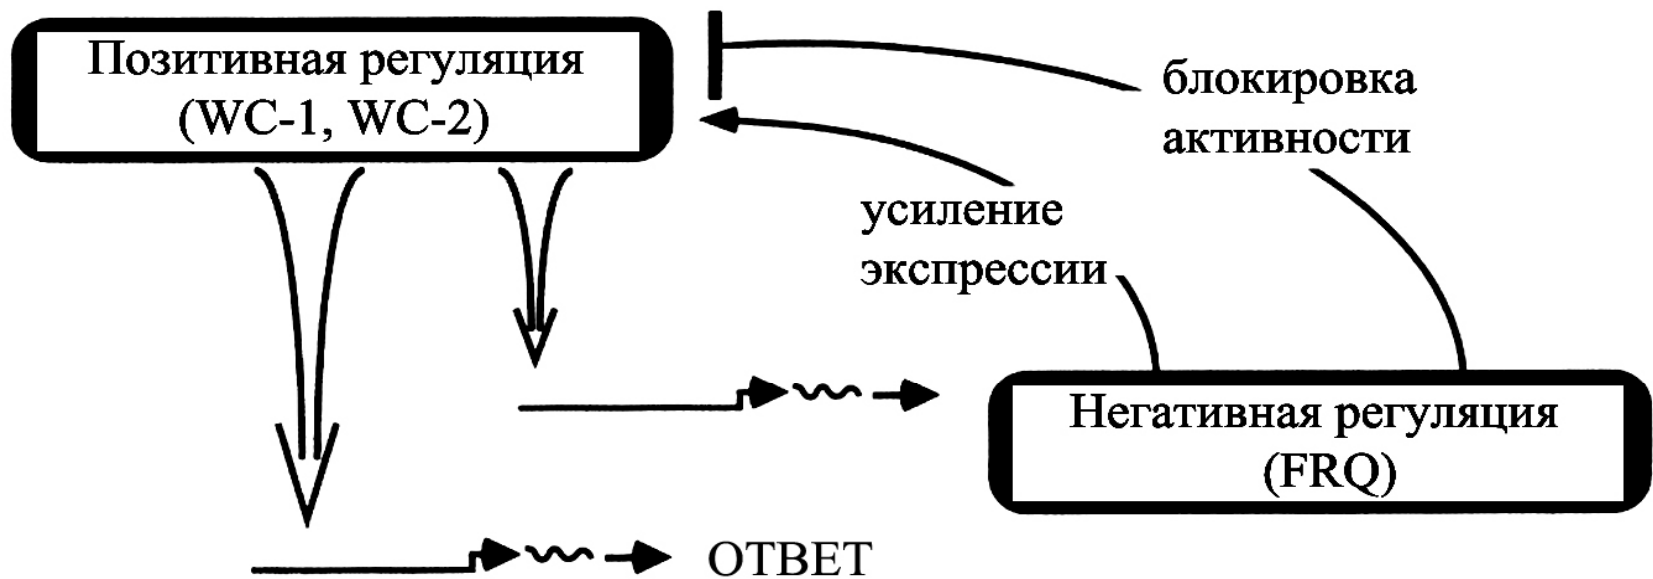 Позитивная регуляция
(WC-1, WC-2)
блокировка
активности
усиление
экспрессии
Негативная регуляция
(FRQ)
ОТВЕТ